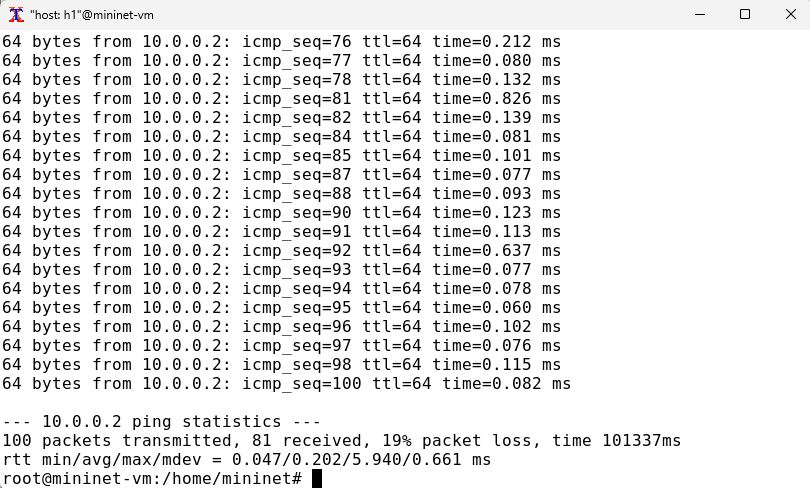 "host: h1"@mininet-vm
64 bytes from 10.0.0.2: icmp_seq=76 ttl=64 time=0.212 ms
64 bytes from 10.0.0.2: icmp_seq=77 ttl=64 time=0.080 ms
64 bytes from 10.0.0.2: icmp_seq=78 ttl=64 time=0.132 ms
64 bytes from 10.0.0.2: icmp_seq=81 ttl=64 time=0.826 ms
64 bytes from 10.0.0.2: icmp_seq=82 ttl=64 time=0.139 ms
64 bytes from 10.0.0.2: icmp_seq=84 ttl=64 time=0.081 ms
64 bytes from 10.0.0.2: icmp_seq=85 ttl=64 time=0.101 ms
64 bytes from 10.0.0.2: icmp_seq=87 ttl=64 time=0.077 ms
64 bytes from 10.0.0.2: icmp_seq=88 ttl=64 time=0.093 ms
64 bytes from 10.0.0.2: icmp_seq=90 ttl=64 time=0.123 ms
64 bytes from 10.0.0.2: icmp_seq=91 ttl=64 time=0.113 ms
64 bytes from 10.0.0.2: icmp_seq=92 ttl=64 time=0.637 ms
64 bytes from 10.0.0.2: icmp_seq=93 ttl=64 time=0.077 ms
64 bytes from 10.0.0.2: icmp_seq=94 ttl=64 time=0.078 ms
64 bytes from 10.0.0.2: icmp_seq=95 ttl=64 time=0.060 ms
64 bytes from 10.0.0.2: icmp_seq=96 ttl=64 time=0.102 ms
64 bytes from 10.0.0.2: icmp_seq=97 ttl=64 time=0.076 ms
64 bytes from 10.0.0.2: icmp_seq=98 ttl=64 time=0.115 ms
64 bytes from 10.0.0.2: icmp_seq=100 ttl=64 time=0.082 ms
--- 10.0.0.2 ping statistics ---
100 packets transmitted, 81 received, 19% packet loss, time 101337ms
rtt min/avg/max/mdev = 0.047/0.202/5.940/0.661 ms
root@mininet-vm:/home/mininet#